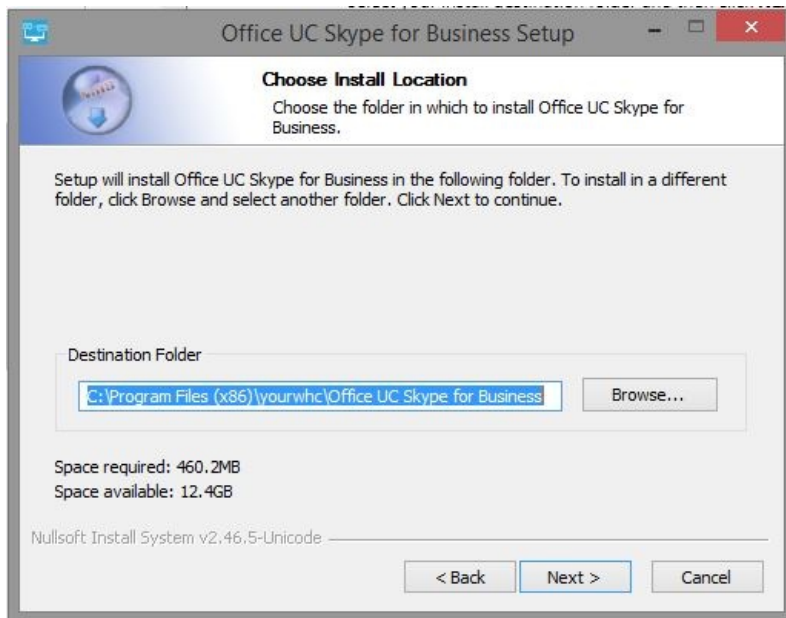 Office UC Skype for Business Setup
Choose Install Location
Choose the folder in which to install Office UC Skype for
Business.
Setup will install Office UC Skype for Business in the following folder. To install in a different
folder, click Browse and select another folder. Click Next to continue.
Destination Folder
C:\Program Files (x86)\yourwhc\Office UC Skype for Business
Browse...
Space required: 460.2MB
Space available: 12.4GB
Nullsoft Install System v2.46.5-Unicode
< Back
Next >
Cancel